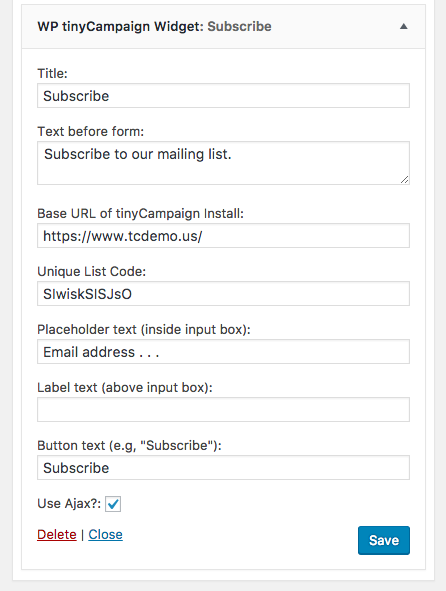 WP tinyCampaign Widget: Subscribe
Title:
Subscribe
Text before form:
Subscribe to our mailing list.
Base URL of tinyCampaign Install:
https://www.tcdemo.us/
Unique List Code:
SlwiskSlSJsO
Placeholder text (inside input box):
Email address . . .
Label text (above input box):
Button text (e.g, "Subscribe"):
Subscribe
Use Ajax?:
Delete | Close
Save